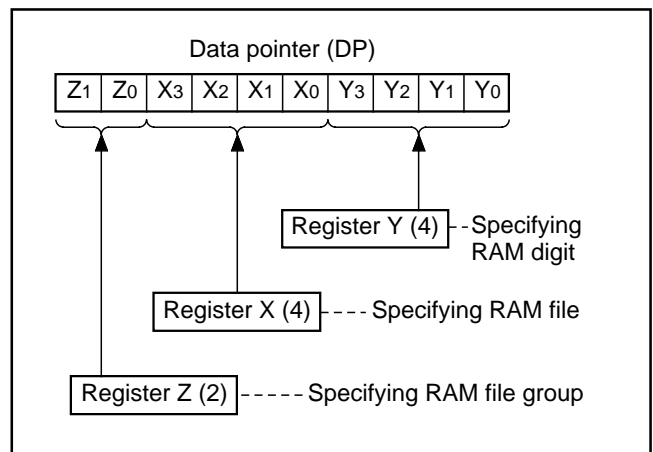 Data pointer (DP)
Z1 Z0 X3 X2 X1 X0 Y3 Y2 Y1 Y0
Register Y (4) Specifying
RAM digit
Register X (4) Specifying RAM file
Register Z (2) Specifying RAM file group